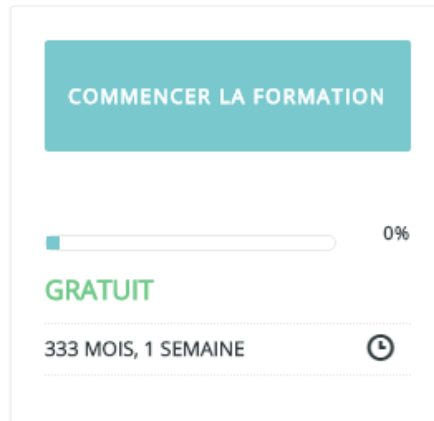 COMMENCER LA FORMATION
0%
GRATUIT
333 MOIS, 1 SEMAINE